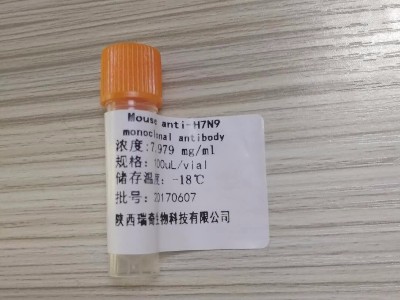 Mouse anti-H7N9
monoclonal antibody
浓度:7.979 mg/ml
规格: 100uL/vial
储存温度: -18℃
批号: 20170607
陕西瑞奇生物科技有限公司